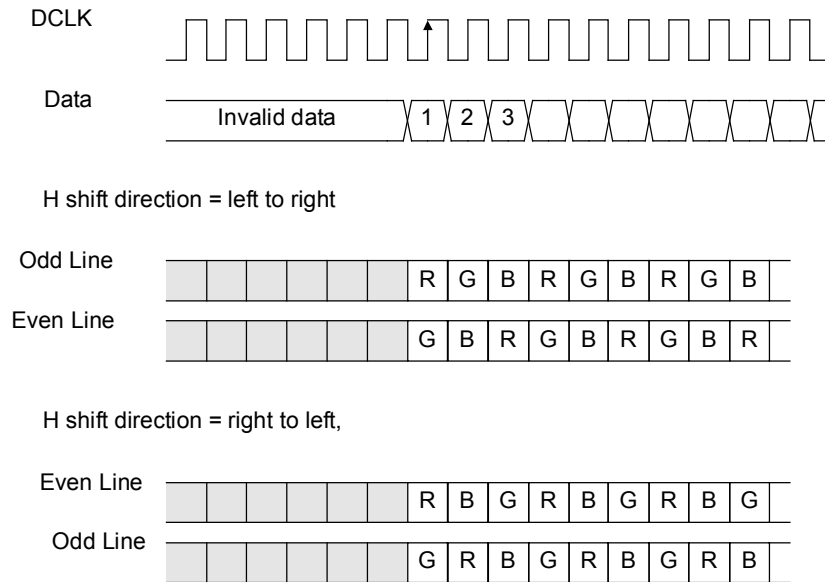 DCLK
Data
Invalid data 1 2 3
H shift direction = left to right
Odd Line R G B R G B R G B
Even Line G B R G B R G B R
H shift direction = right to left,
Even Line R B G R B G R B G
Odd Line G R B G R B G R B